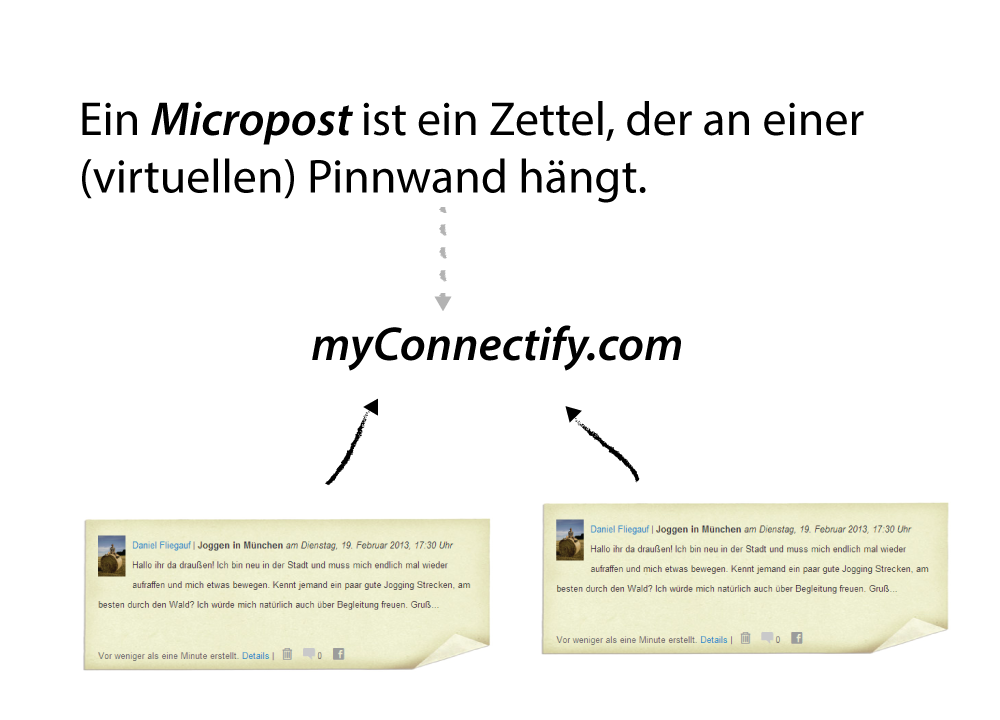 Ein Micropost ist ein Zettel, der an einer
(virtuellen) Pinnwand hängt.
myConnectify.com
Daniel Fliegauf | Joggen in München am Dienstag, 19. Februar 2013, 17:30 Uhr
Hallo ihr da draußen! Ich bin neu in der Stadt und muss mich endlich mal wieder
aufraffen und mich etwas bewegen. Kennt jemand ein paar gute Jogging Strecken, am
besten durch den Wald? Ich würde mich natürlich auch über Begleitung freuen. Gruß...
Vor weniger als eine Minute erstellt. Details | 0 f
Daniel Fliegauf | Joggen in München am Dienstag, 19. Februar 2013, 17:30 Uhr
Hallo ihr da draußen! Ich bin neu in der Stadt und muss mich endlich mal wieder
aufraffen und mich etwas bewegen. Kennt jemand ein paar gute Jogging Strecken, am
besten durch den Wald? Ich würde mich natürlich auch über Begleitung freuen. Gruß...
Vor weniger als eine Minute erstellt. Details | 0 f